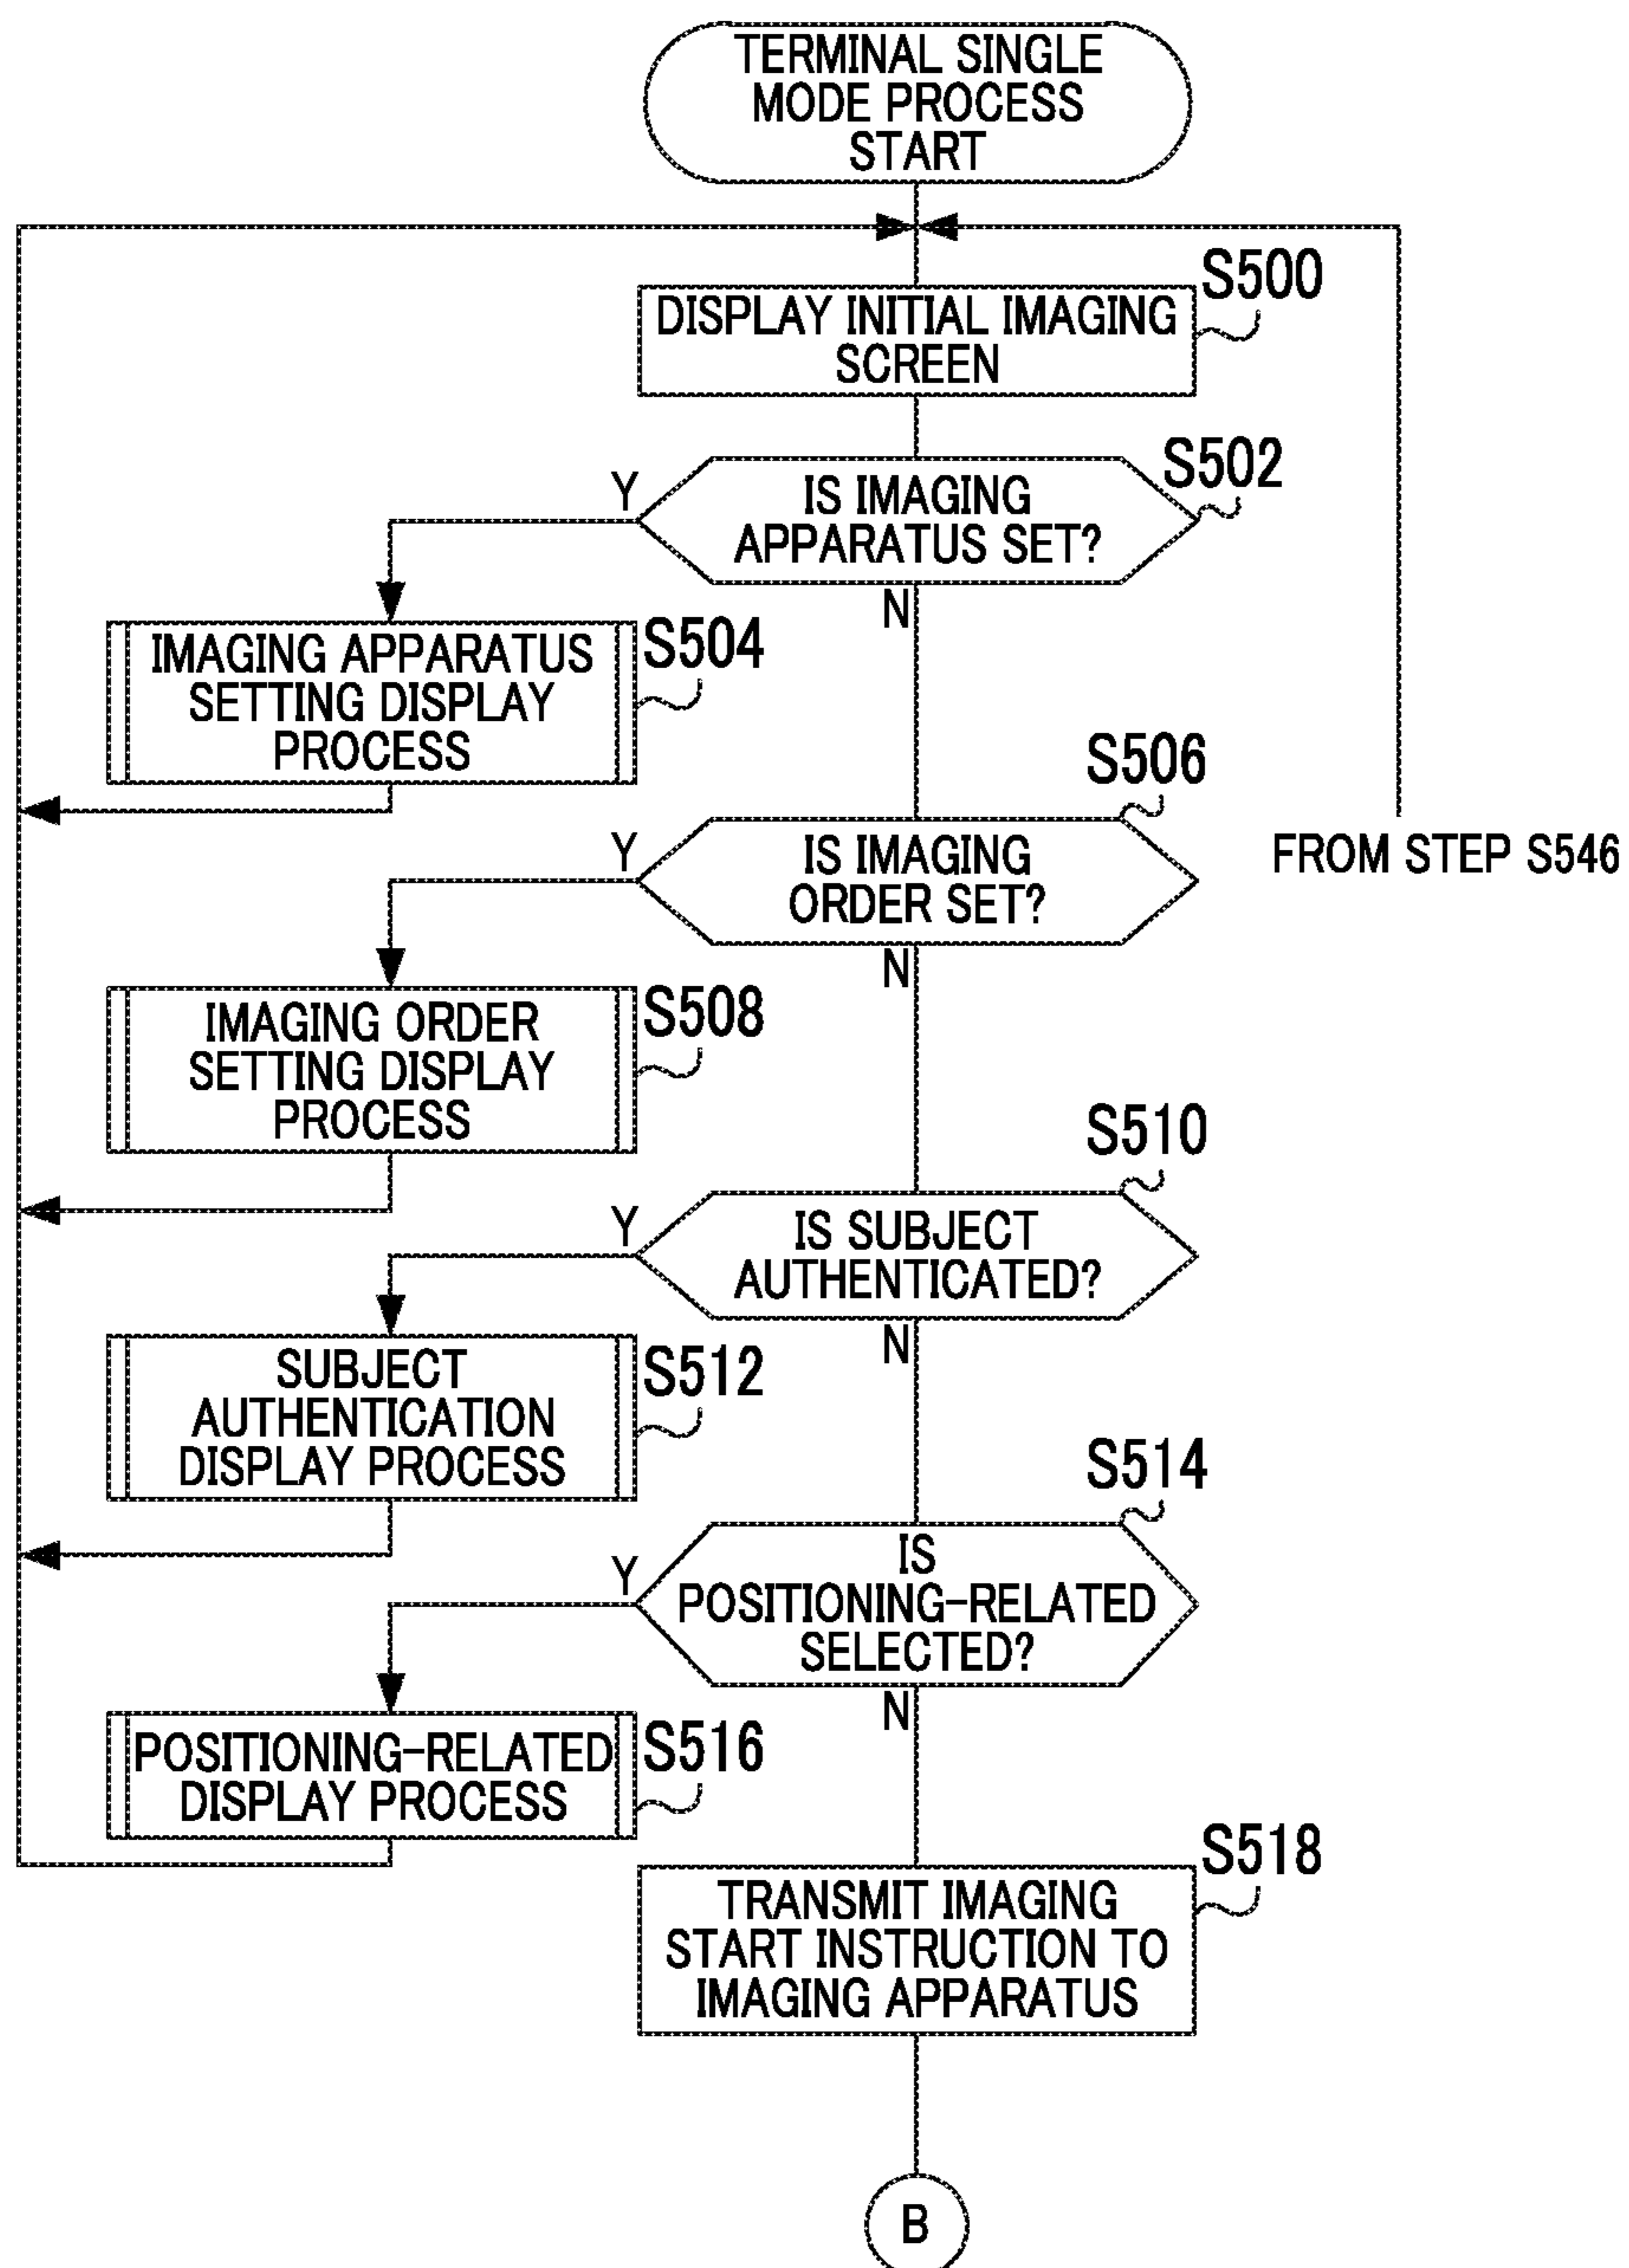 TERMINAL SINGLE
MODE PROCESS
START
S500
DISPLAY INITIAL IMAGING
SCREEN
S502
Y
IS IMAGING
APPARATUS SET?
N
IMAGING APPARATUS
SETTING DISPLAY
PROCESS
S504
S506
Y
IS IMAGING
ORDER SET?
FROM STEP S546
N
IMAGING ORDER
SETTING DISPLAY
PROCESS
S508
S510
Y
IS SUBJECT
AUTHENTICATED?
N
SUBJECT
AUTHENTICATION
DISPLAY PROCESS
S512
S514
Y
IS
POSITIONING-RELATED
SELECTED?
N
POSITIONING-RELATED
DISPLAY PROCESS
S516
S518
TRANSMIT IMAGING
START INSTRUCTION TO
IMAGING APPARATUS
B